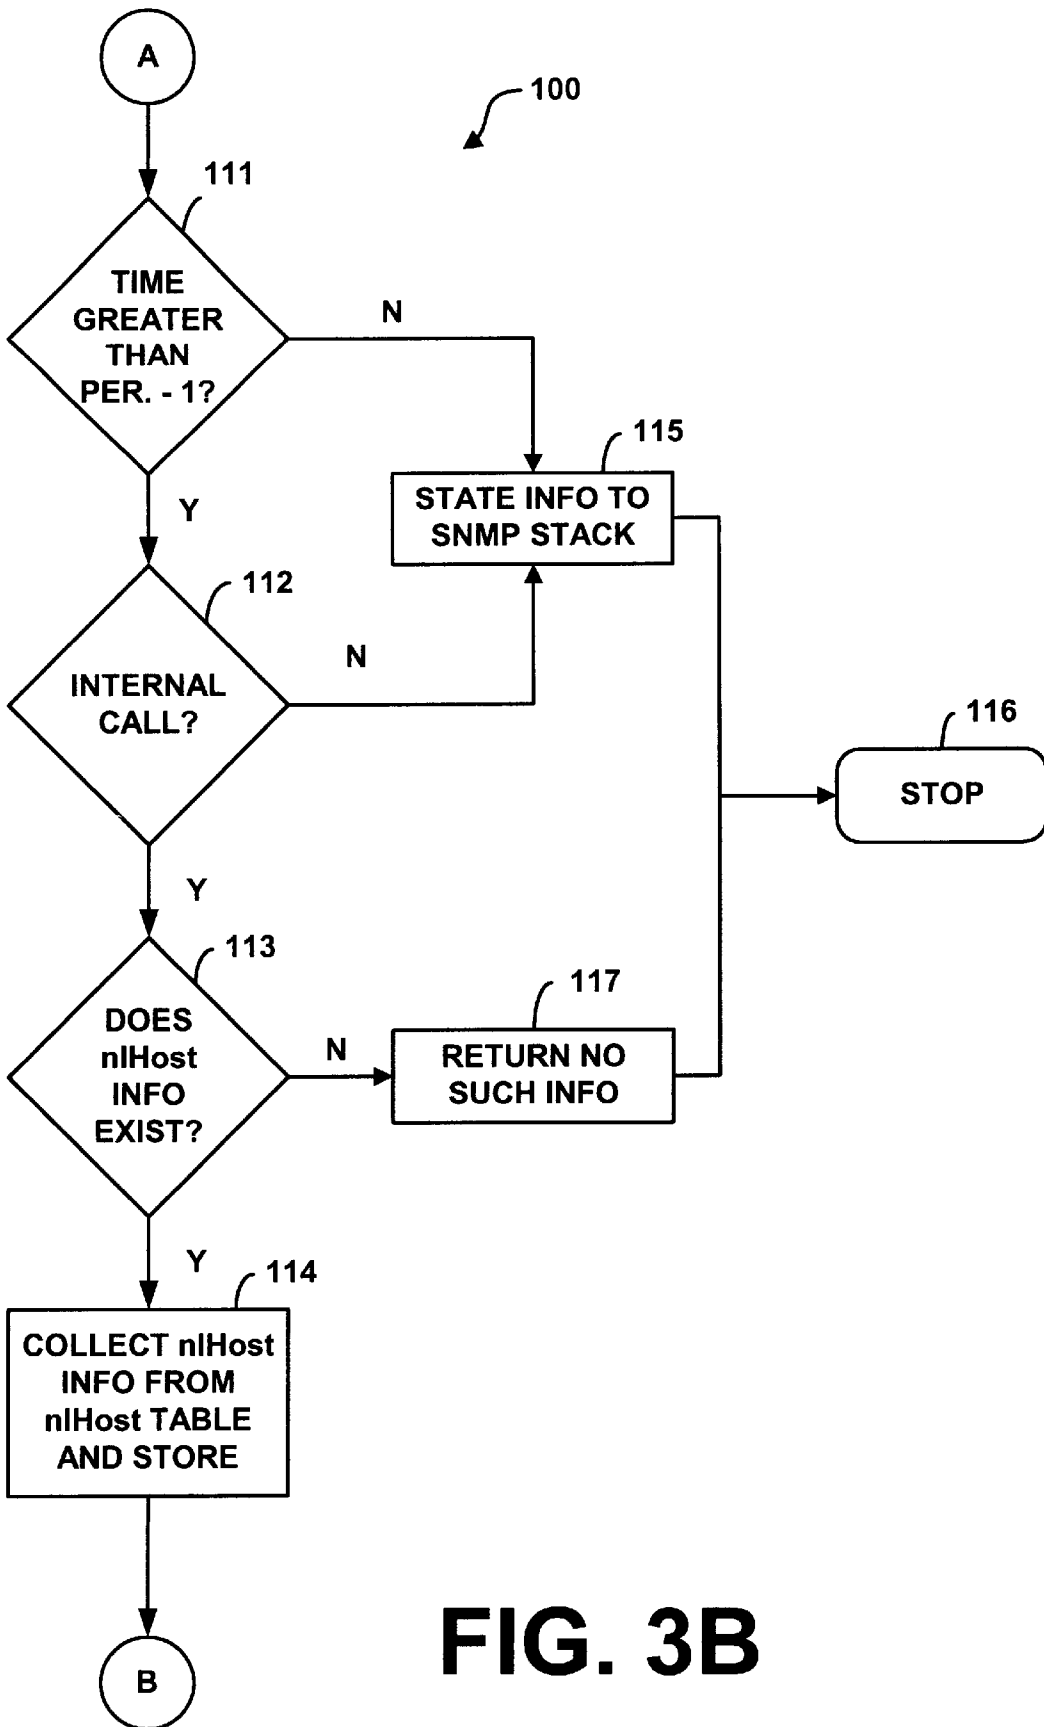 A
100
111
TIME
GREATER
THAN
PER. - 1?
N
115
STATE INFO TO
SNMP STACK
Y
112
INTERNAL
CALL?
N
116
STOP
Y
113
DOES
nlHost
INFO
EXIST?
N
117
RETURN NO
SUCH INFO
Y
114
COLLECT nlHost
INFO FROM
nlHost TABLE
AND STORE
B
FIG. 3B